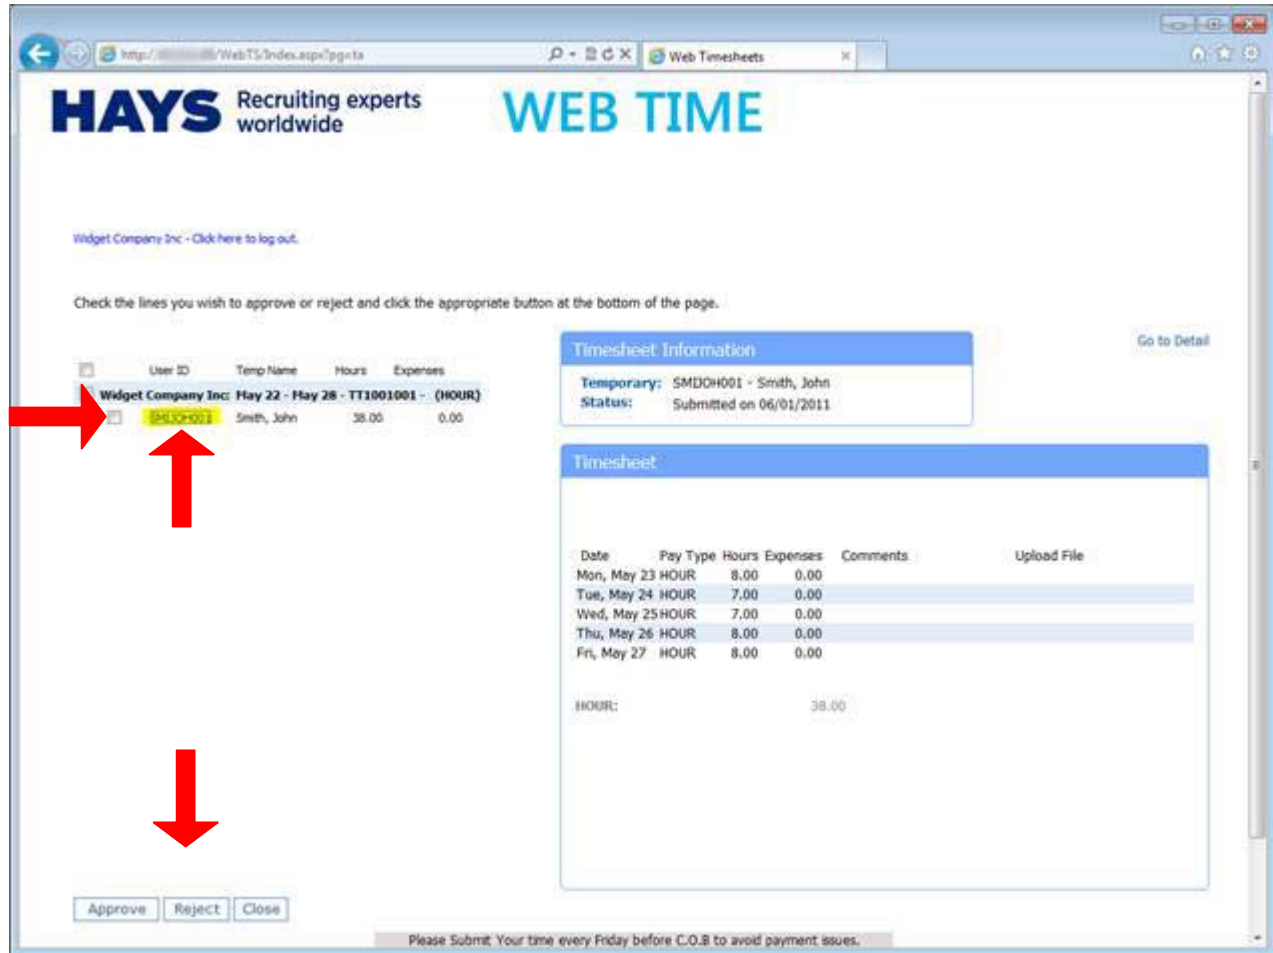 /WebTS/Index.aspx?pg=ta
Web Timesheets
HAYS Recruiting experts worldwide
WEB TIME
Widget Company Inc - Click here to log out.
Check the lines you wish to approve or reject and click the appropriate button at the bottom of the page.
Go to Detail
User ID Temp Name Hours Expenses
Widget Company Inc: May 22 - May 28 - TT1001001 - (HOUR)
SMDOH001 Smith, John 38.00 0.00
Timesheet Information
Temporary: SMDOH001 - Smith, John
Status: Submitted on 06/01/2011
Timesheet
Date Pay Type Hours Expenses Comments Upload File
Mon, May 23 HOUR 8.00 0.00
Tue, May 24 HOUR 7.00 0.00
Wed, May 25 HOUR 7.00 0.00
Thu, May 26 HOUR 8.00 0.00
Fri, May 27 HOUR 8.00 0.00
HOUR: 38.00
Approve Reject Close
Please Submit Your time every Friday before C.O.B to avoid payment issues.